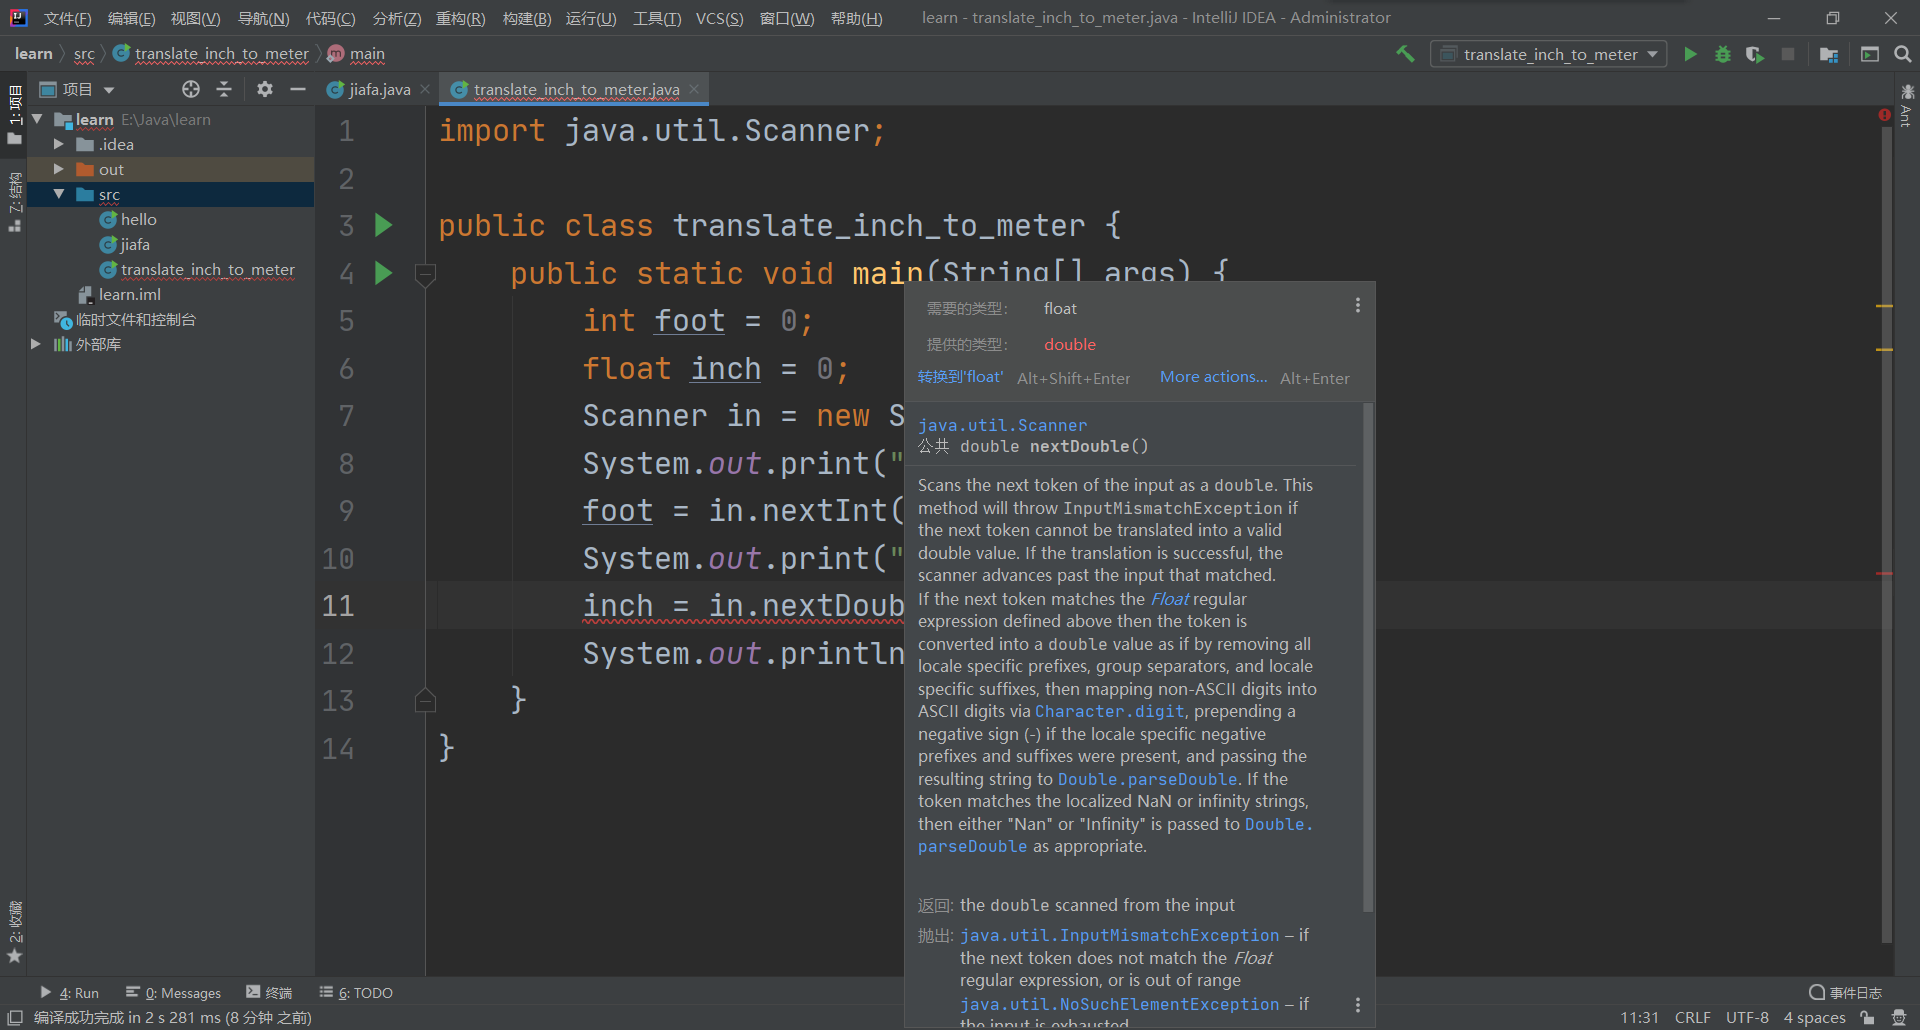 文件(F) 编辑(E) 视图(V) 导航(N) 代码(C) 分析(Z) 重构(R) 构建(B) 运行(U) 工具(T) VCS(S) 窗口(W) 帮助(H) learn - translate_inch_to_meter.java - IntelliJ IDEA - Administrator
learn src translate_inch_to_meter main
translate_inch_to_meter
1: 项目
7: 结构
2: 收藏
项目
jiafa.java
translate_inch_to_meter.java
Ant
learn E:\Java\learn
.idea
out
src
hello
jiafa
translate_inch_to_meter
learn.iml
临时文件和控制台
外部库
1 import java.util.Scanner;
2
3 public class translate_inch_to_meter {
4 public static void main(String[] args) {
5 int foot = 0;
6 float inch = 0;
7 Scanner in = new S
8 System.out.print("
9 foot = in.nextInt(
10 System.out.print("
11 inch = in.nextDoub
12 System.out.println
13 }
14 }
需要的类型: float
提供的类型: double
转换到'float' Alt+Shift+Enter More actions... Alt+Enter
java.util.Scanner
公共 double nextDouble()
Scans the next token of the input as a double. This
method will throw InputMismatchException if
the next token cannot be translated into a valid
double value. If the translation is successful, the
scanner advances past the input that matched.
If the next token matches the Float regular
expression defined above then the token is
converted into a double value as if by removing all
locale specific prefixes, group separators, and locale
specific suffixes, then mapping non-ASCII digits into
ASCII digits via Character.digit, prepending a
negative sign (-) if the locale specific negative
prefixes and suffixes were present, and passing the
resulting string to Double.parseDouble. If the
token matches the localized NaN or infinity strings,
then either "Nan" or "Infinity" is passed to Double.
parseDouble as appropriate.
返回: the double scanned from the input
抛出: java.util.InputMismatchException – if
the next token does not match the Float
regular expression, or is out of range
java.util.NoSuchElementException – if
the input is exhausted
4: Run 0: Messages 终端 6: TODO 事件日志
编译成功完成 in 2 s 281 ms (8 分钟 之前) 11:31 CRLF UTF-8 4 spaces